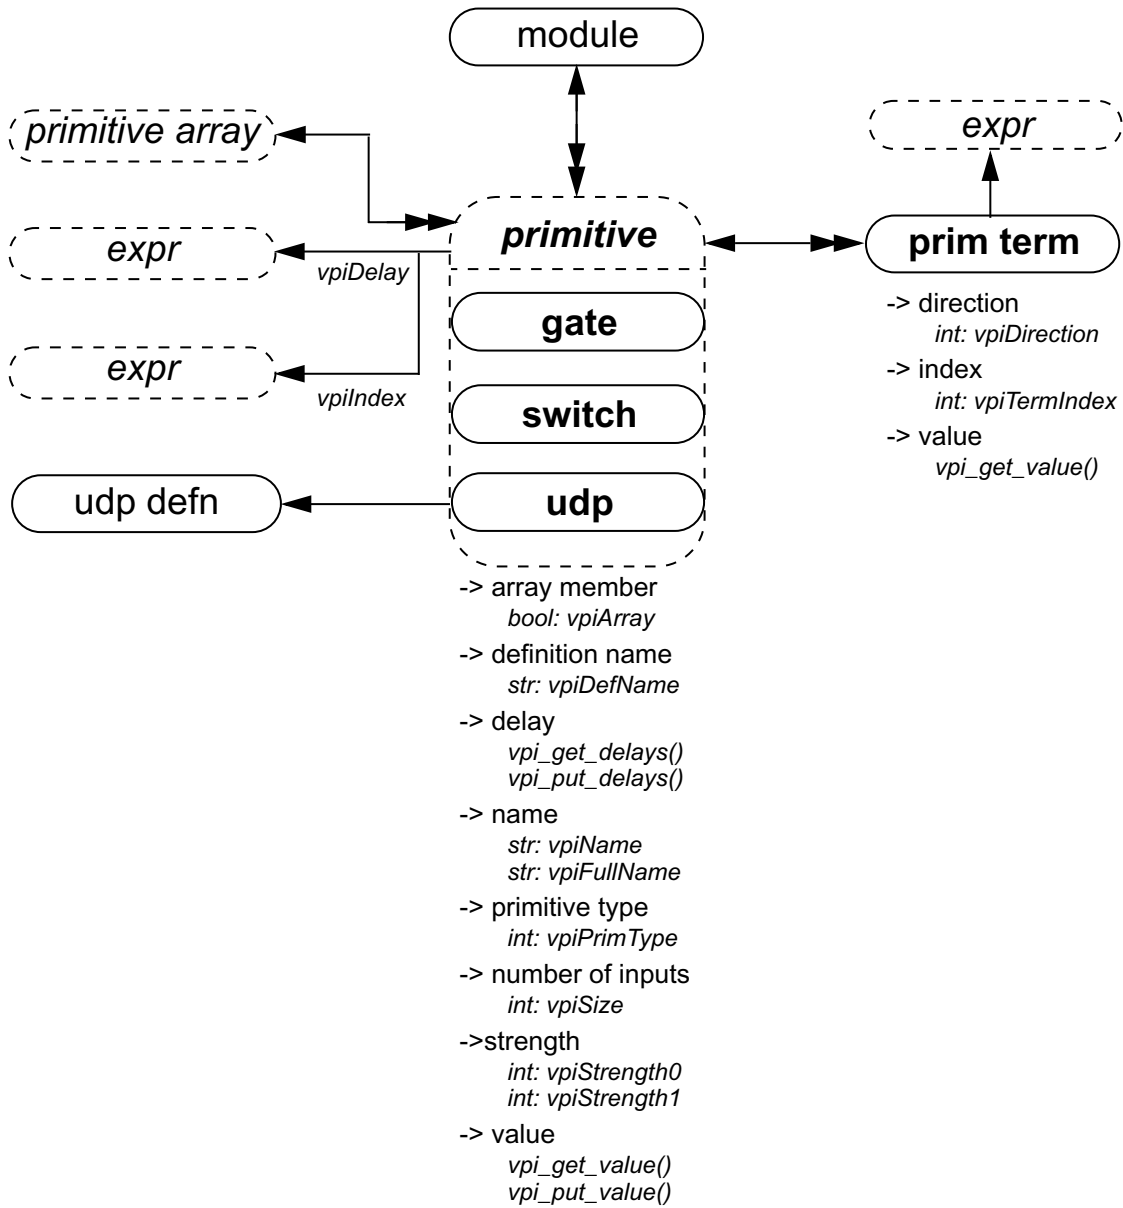 module
primitive array
expr
expr
primitive
prim term
vpiDelay
gate
expr
vpiIndex
switch
udp defn
udp
-> direction
int: vpiDirection
-> index
int: vpiTermIndex
-> value
vpi_get_value()
-> array member
bool: vpiArray
-> definition name
str: vpiDefName
-> delay
vpi_get_delays()
vpi_put_delays()
-> name
str: vpiName
str: vpiFullName
-> primitive type
int: vpiPrimType
-> number of inputs
int: vpiSize
->strength
int: vpiStrength0
int: vpiStrength1
-> value
vpi_get_value()
vpi_put_value()